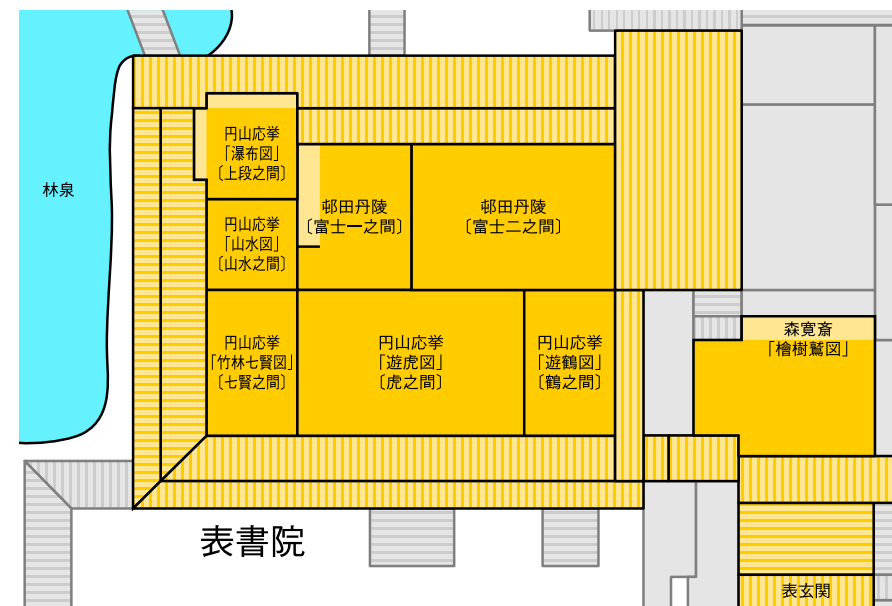 林泉
円山応挙
「瀑布図」
〔上段之間〕
円山応挙
「山水図」
〔山水之間〕
邨田丹陵
〔富士一之間〕
邨田丹陵
〔富士二之間〕
円山応挙
「竹林七賢図」
〔七賢之間〕
円山応挙
「遊虎図」
〔虎之間〕
円山応挙
「遊鶴図」
〔鶴之間〕
森寛斎
「檜樹鷲図」
表書院
表玄関